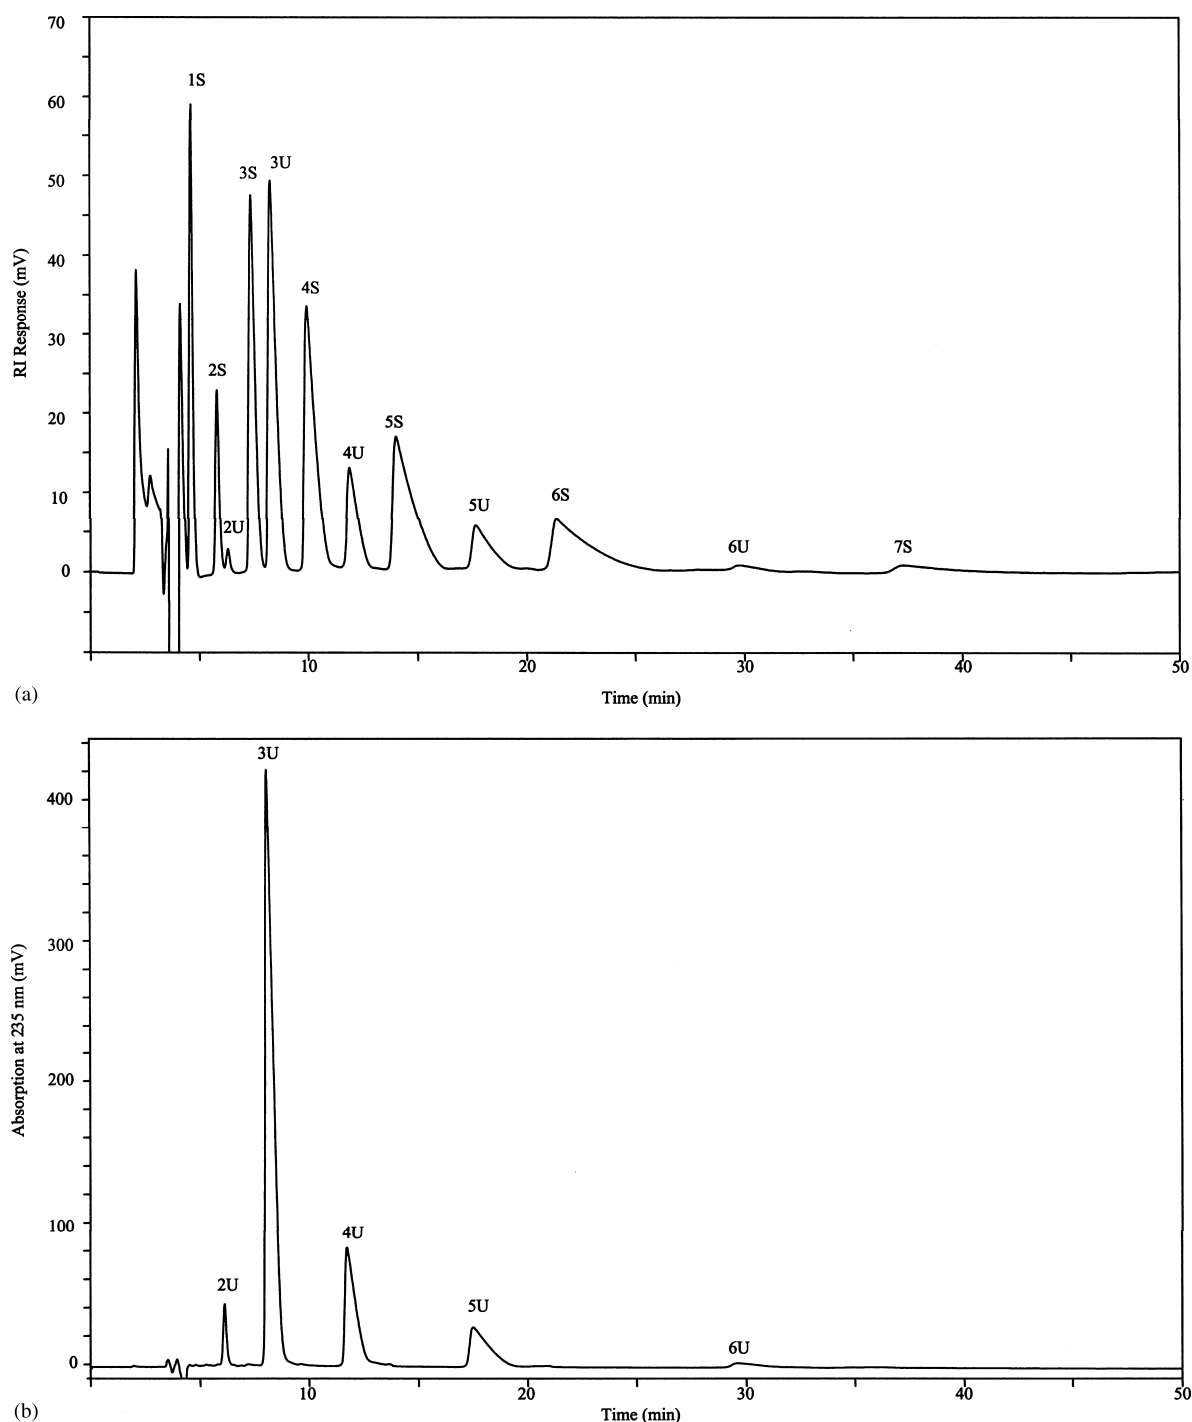 70
60
50
40
30
20
10
0
RI Response (mV)
1S
2S
2U
3S
3U
4S
4U
5S
5U
6S
6U
7S
10
20
30
40
50
Time (min)
(a)
400
300
200
100
0
Absorption at 235 nm (mV)
2U
3U
4U
5U
6U
10
20
30
40
50
Time (min)
(b)